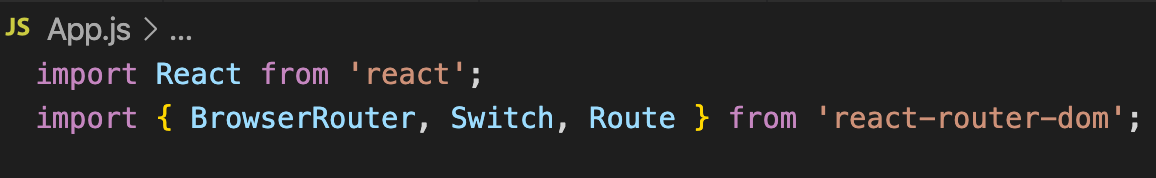 JS App.js > ...
import React from 'react';
import { BrowserRouter, Switch, Route } from 'react-router-dom';